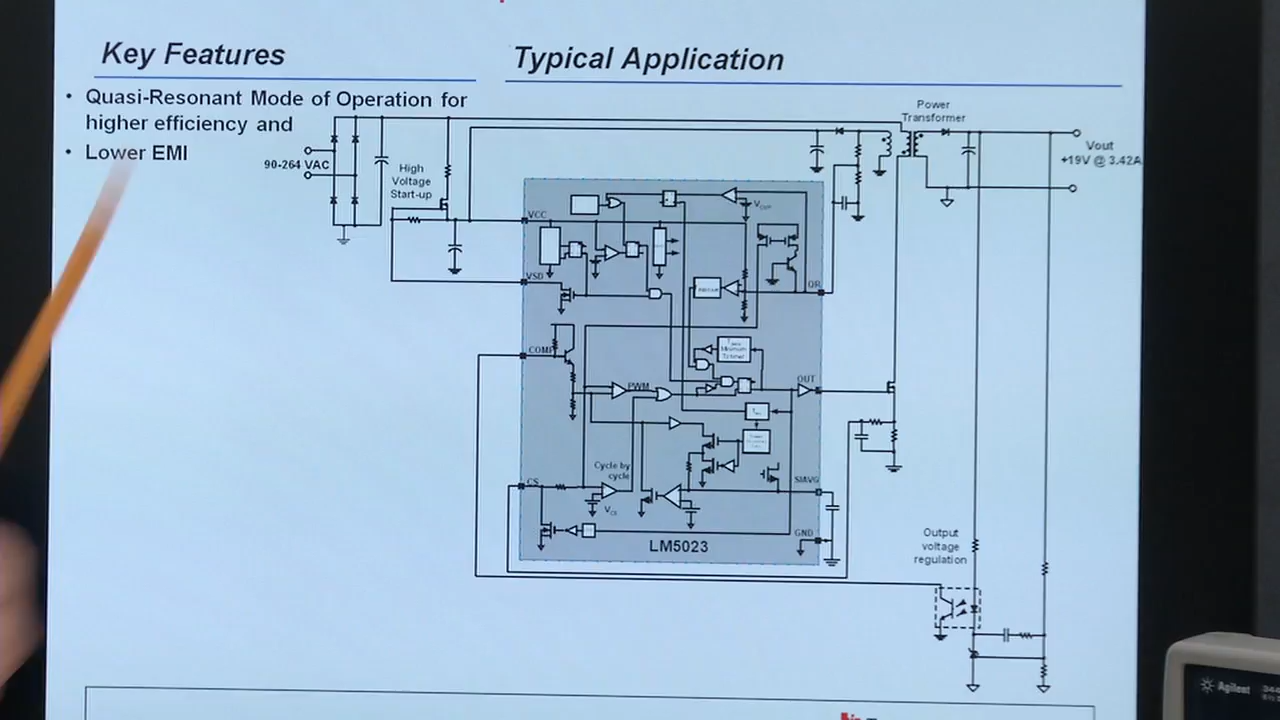 Key Features
Typical Application
• Quasi-Resonant Mode of Operation for
higher efficiency and
• Lower EMI
Power
Transformer
90-264 VAC
High
Voltage
Start-up
Vout
+19V @ 3.42A
VCC
VSD
QR
COMP
PWM
OUT
Cycle by
cycle
CS
VCS
GND
LM5023
Output
voltage
regulation
Agilent